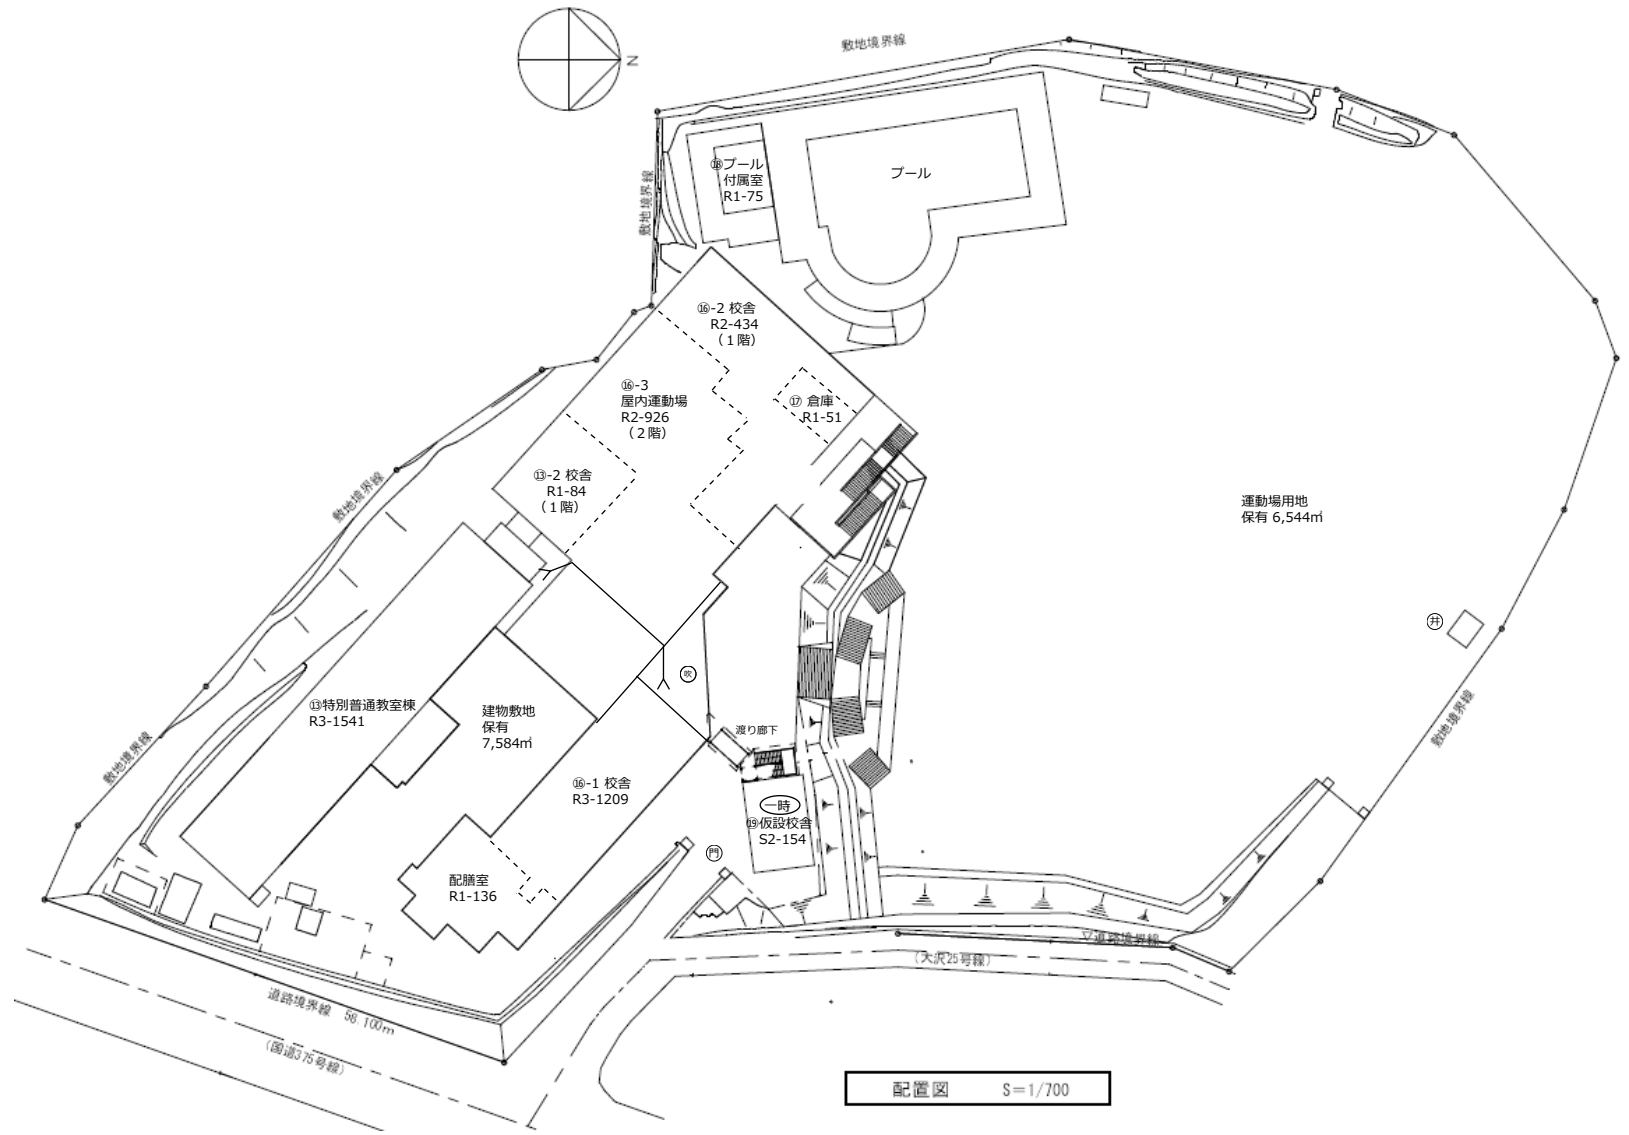 N
敷地境界線
敷地境界線
⑱プール
付属室
R1-75
プール
⑯-2 校舎
R2-434
(1階)
⑯-3
屋内運動場
R2-926
(2階)
⑰ 倉庫
R1-51
⑬-2 校舎
R1-84
(1階)
敷地境界線
運動場用地
保有 6,544㎡
井
敷地境界線
吹
⑬特別普通教室棟
R3-1541
建物敷地
保有
7,584㎡
渡り廊下
敷地境界線
⑯-1 校舎
R3-1209
一時
⑲仮設校舎
S2-154
門
配膳室
R1-136
▽道路境界線
(大沢25号線)
道路境界線 58.100m
(国道375号線)
配置図 S=1/700